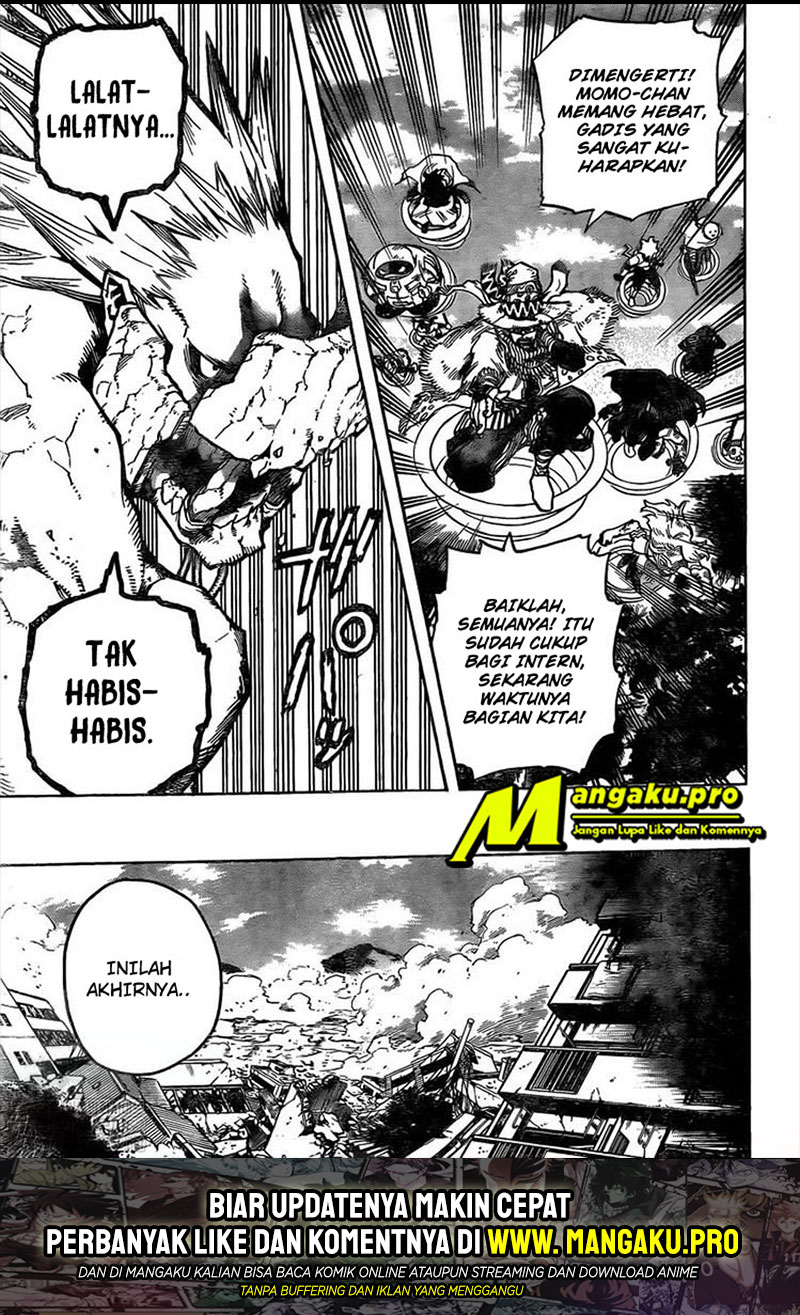 DIMENGERTI!
MOMO-CHAN
MEMANG HEBAT,
GADIS YANG
SANGAT KU-
HARAPKAN!
BAIKLAH,
SEMUANYA! ITU
SUDAH CUKUP
BAGI INTERN,
SEKARANG
WAKTUNYA
BAGIAN KITA!
LALAT-
LALATNYA...
TAK
HABIS-
HABIS.
Mangaku.pro
Jangan Lupa Like dan Komennya
INILAH
AKHIRNYA..
BIAR UPDATENYA MAKIN CEPAT
PERBANYAK LIKE DAN KOMENTNYA DI WWW. MANGAKU.PRO
DAN DI MANGAKU KALIAN BISA BACA KOMIK ONLINE ATAUPUN STREAMING DAN DOWNLOAD ANIME
TANPA BUFFERING DAN IKLAN YANG MENGGANGU